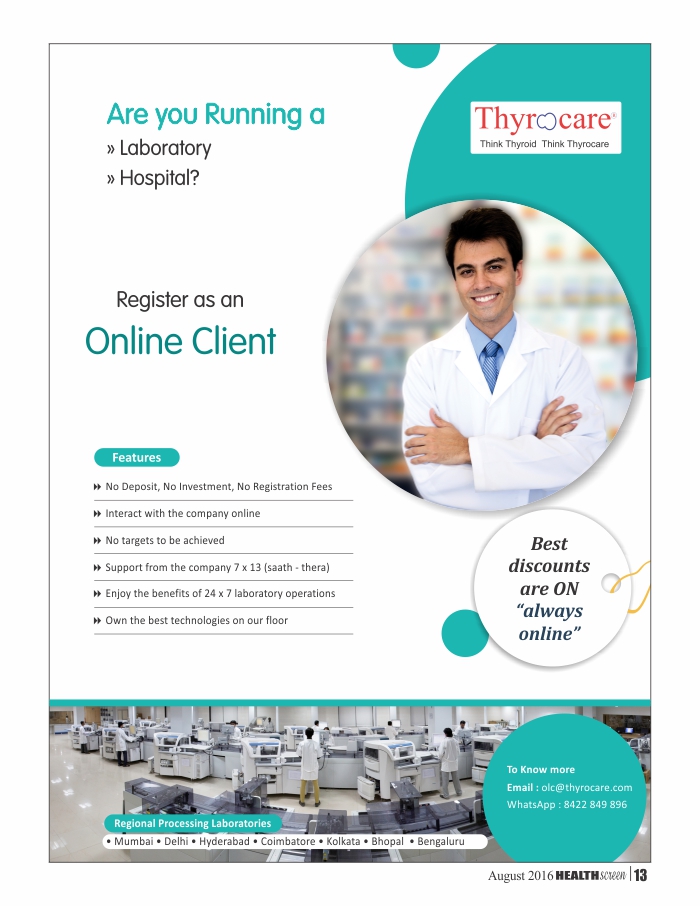 Are you Running a
» Laboratory
» Hospital?
Thyrocare®
Think Thyroid Think Thyrocare
Register as an
Online Client
Features
No Deposit, No Investment, No Registration Fees
Interact with the company online
No targets to be achieved
Support from the company 7 x 13 (saath - thera)
Enjoy the benefits of 24 x 7 laboratory operations
Own the best technologies on our floor
Best
discounts
are ON
“always
online”
To Know more
Email : olc@thyrocare.com
WhatsApp : 8422 849 896
Regional Processing Laboratories
• Mumbai • Delhi • Hyderabad • Coimbatore • Kolkata • Bhopal • Bengaluru
August 2016 HEALTHscreen | 13